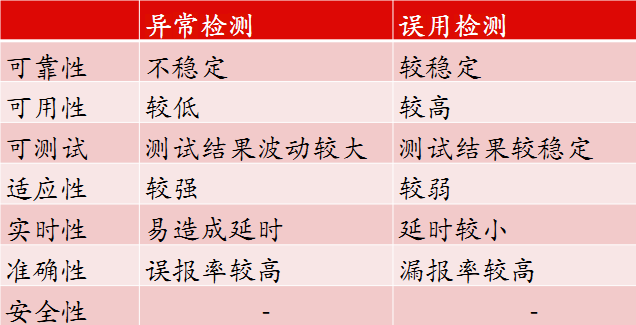 异常检测 误用检测
可靠性 不稳定 较稳定
可用性 较低 较高
可测试 测试结果波动较大 测试结果较稳定
适应性 较强 较弱
实时性 易造成延时 延时较小
准确性 误报率较高 漏报率较高
安全性 - -